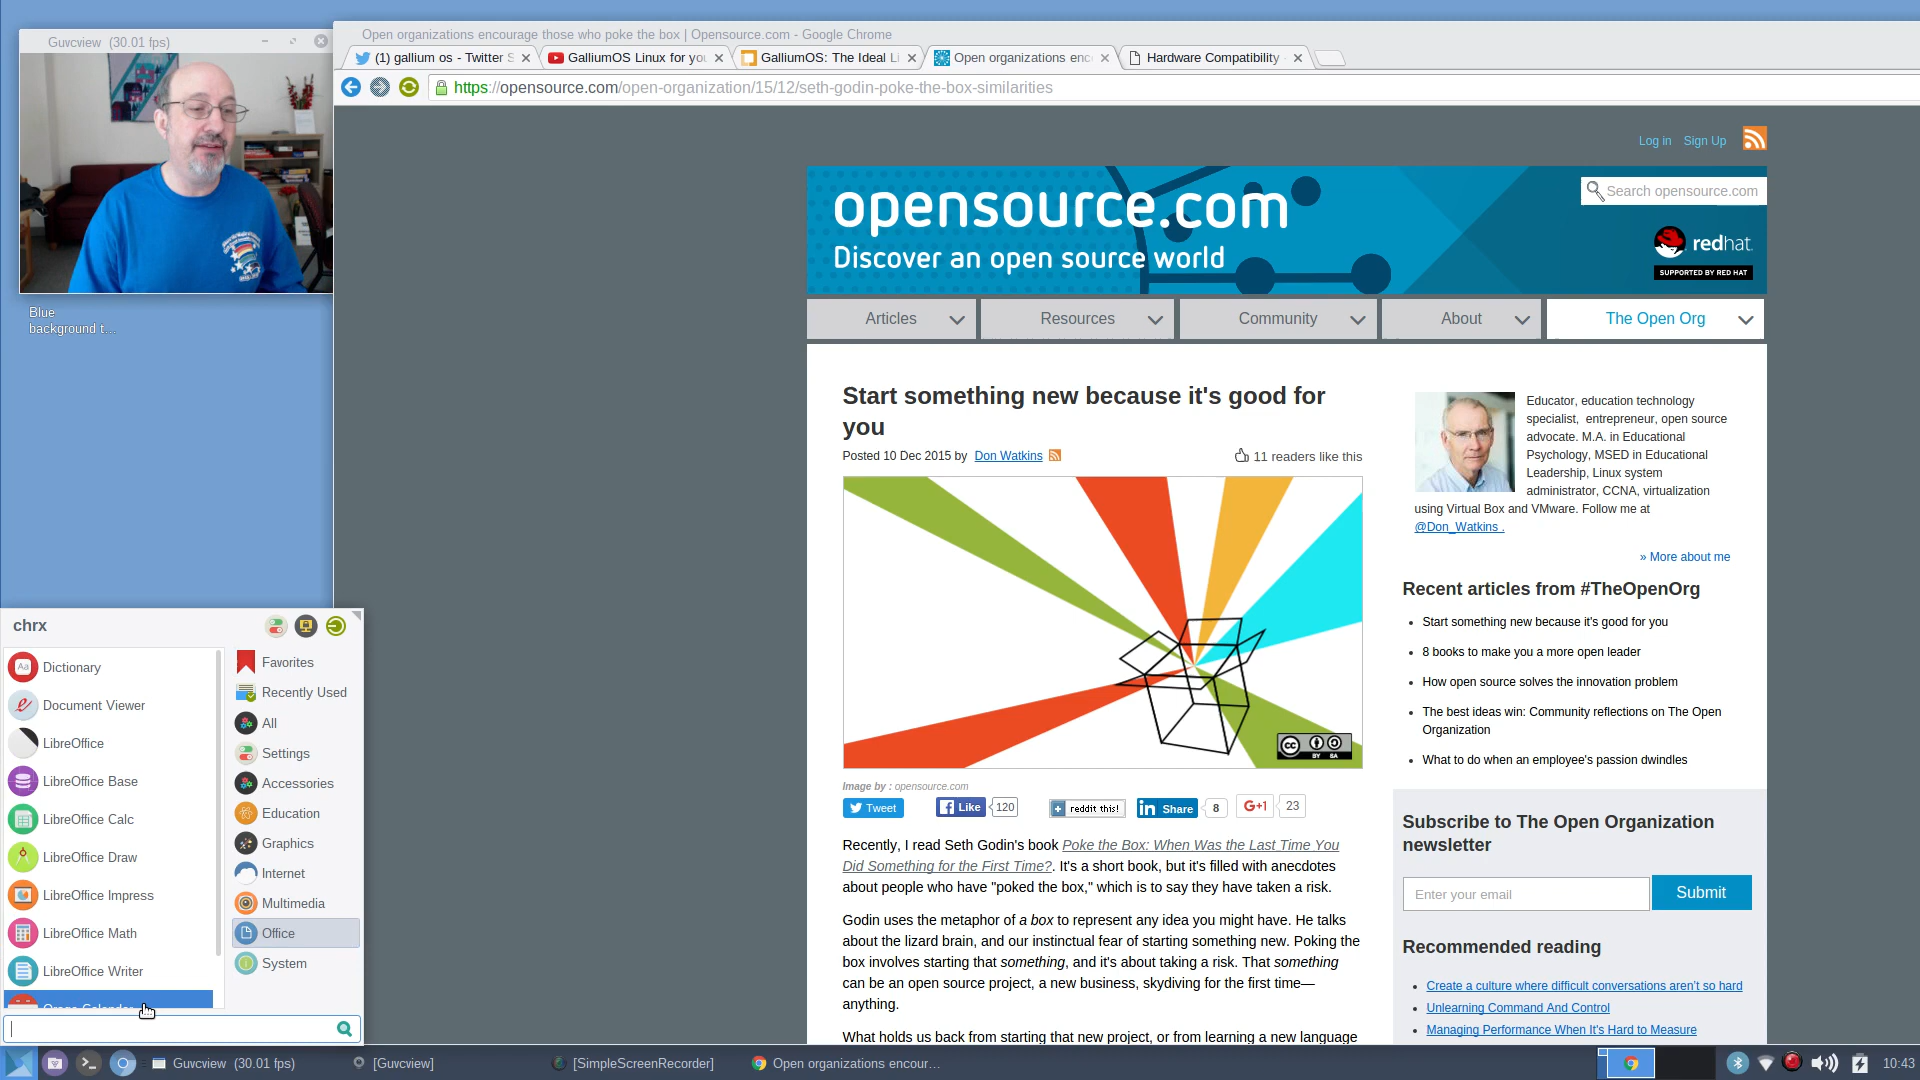 Guvcview (30.01 fps)
Open organizations encourage those who poke the box | Opensource.com - Google Chrome
(1) gallium os - Twitter S
GalliumOS Linux for you
GalliumOS: The Ideal Li
Open organizations enc
Hardware Compatibility
https://opensource.com/open-organization/15/12/seth-godin-poke-the-box-similarities
Log in
Sign Up
opensource.com
Discover an open source world
Search opensource.com
redhat.
SUPPORTED BY RED HAT
Articles
Resources
Community
About
The Open Org
Blue
background t...
Start something new because it's good for
you
Posted 10 Dec 2015 by Don Watkins
11 readers like this
cc
BY SA
Image by : opensource.com
Tweet
Like
120
reddit this!
in Share
8
G+1
23
Recently, I read Seth Godin's book Poke the Box: When Was the Last Time You
Did Something for the First Time?. It's a short book, but it's filled with anecdotes
about people who have "poked the box," which is to say they have taken a risk.
Godin uses the metaphor of a box to represent any idea you might have. He talks
about the lizard brain, and our instinctual fear of starting something new. Poking the
box involves starting that something, and it's about taking a risk. That something
can be an open source project, a new business, skydiving for the first time—
anything.
What holds us back from starting that new project, or from learning a new language
Educator, education technology
specialist, entrepreneur, open source
advocate. M.A. in Educational
Psychology, MSED in Educational
Leadership, Linux system
administrator, CCNA, virtualization
using Virtual Box and VMware. Follow me at
@Don_Watkins .
» More about me
Recent articles from #TheOpenOrg
Start something new because it's good for you
8 books to make you a more open leader
How open source solves the innovation problem
The best ideas win: Community reflections on The Open
Organization
What to do when an employee's passion dwindles
Subscribe to The Open Organization
newsletter
Enter your email
Submit
Recommended reading
Create a culture where difficult conversations aren't so hard
Unlearning Command And Control
Managing Performance When It's Hard to Measure
chrx
Aa
Dictionary
Document Viewer
LibreOffice
LibreOffice Base
LibreOffice Calc
LibreOffice Draw
LibreOffice Impress
LibreOffice Math
LibreOffice Writer
Orage Calendar
Favorites
Recently Used
All
Settings
Accessories
Education
Graphics
Internet
Multimedia
Office
System
Guvcview (30.01 fps)
[Guvcview]
[SimpleScreenRecorder]
Open organizations encour...
10:43